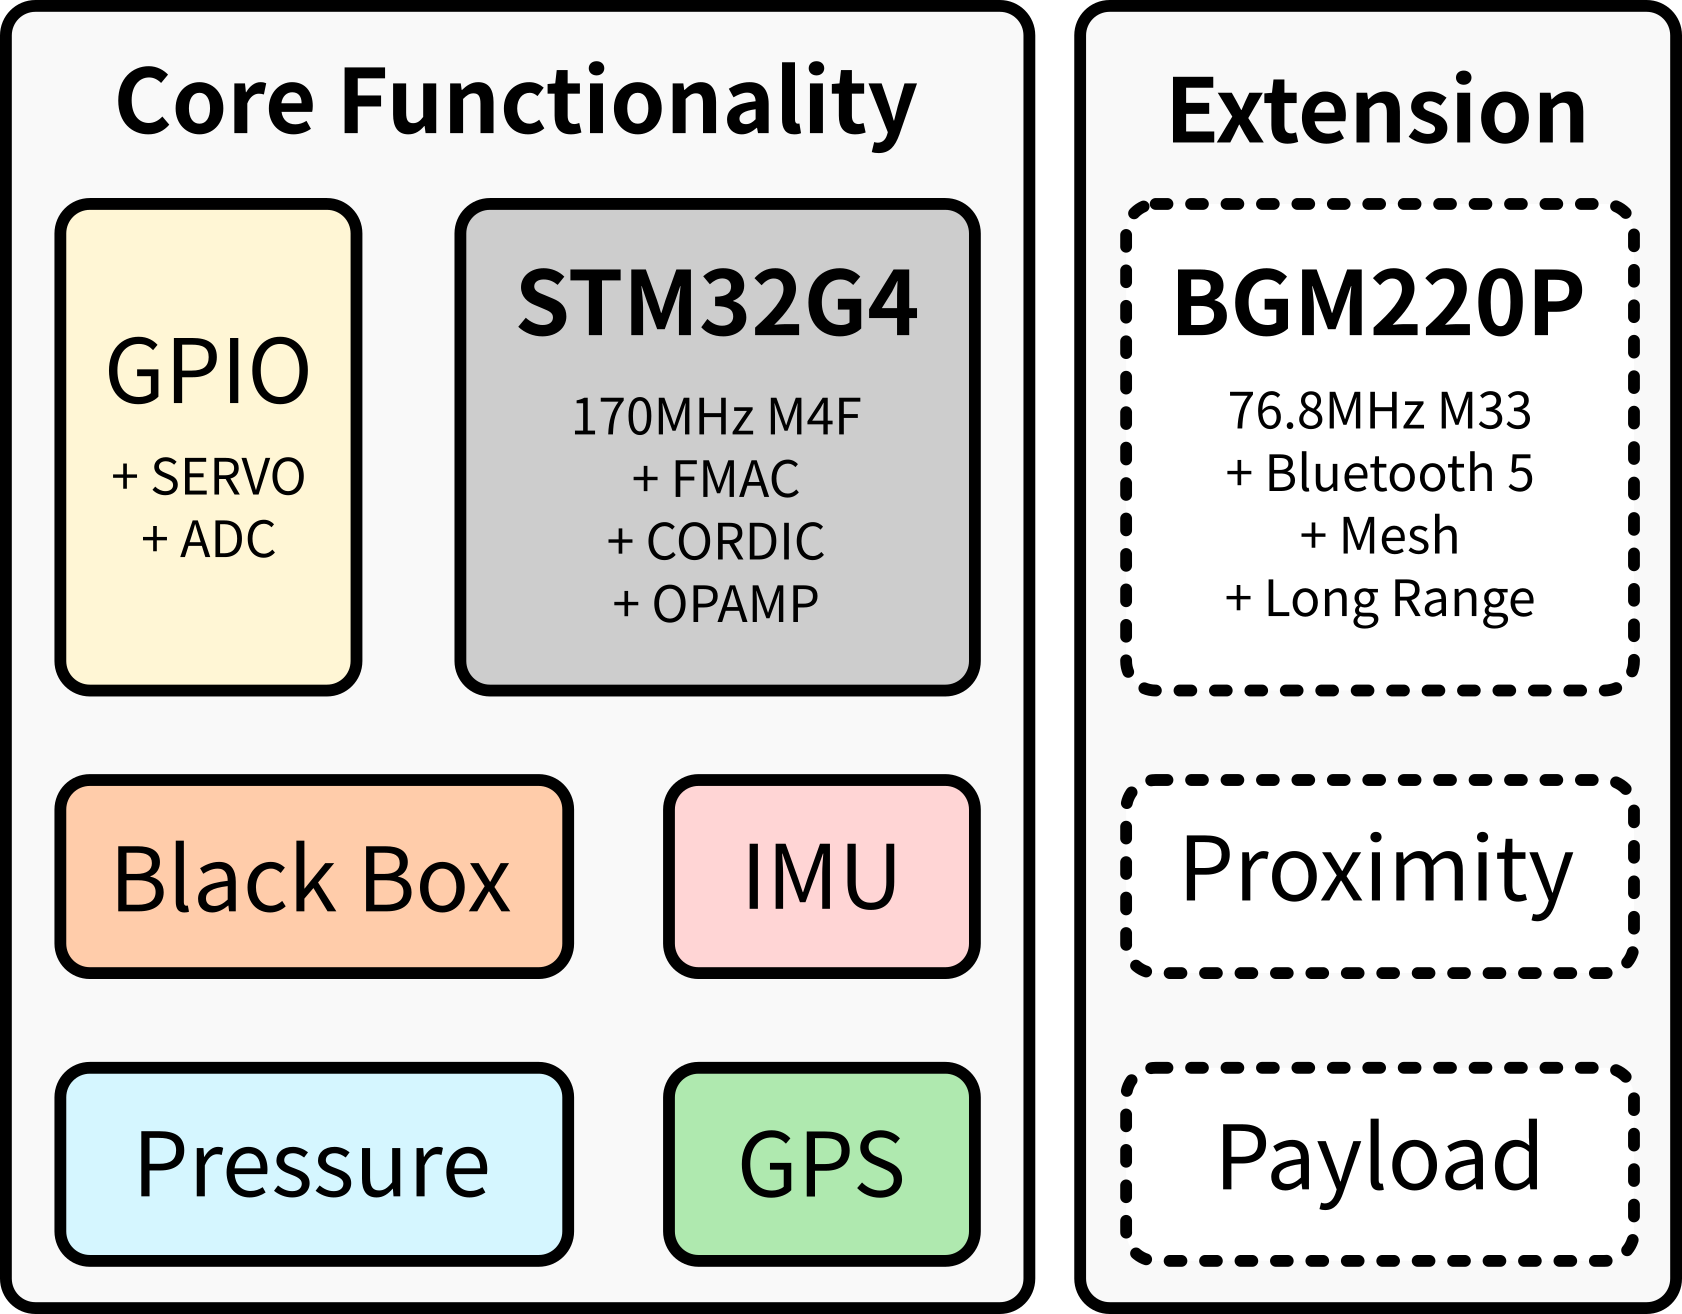 Core Functionality
GPIO
+ SERVO
+ ADC
STM32G4
170MHz M4F
+ FMAC
+ CORDIC
+ OPAMP
Black Box
IMU
Pressure
GPS
Extension
BGM220P
76.8MHz M33
+ Bluetooth 5
+ Mesh
+ Long Range
Proximity
Payload